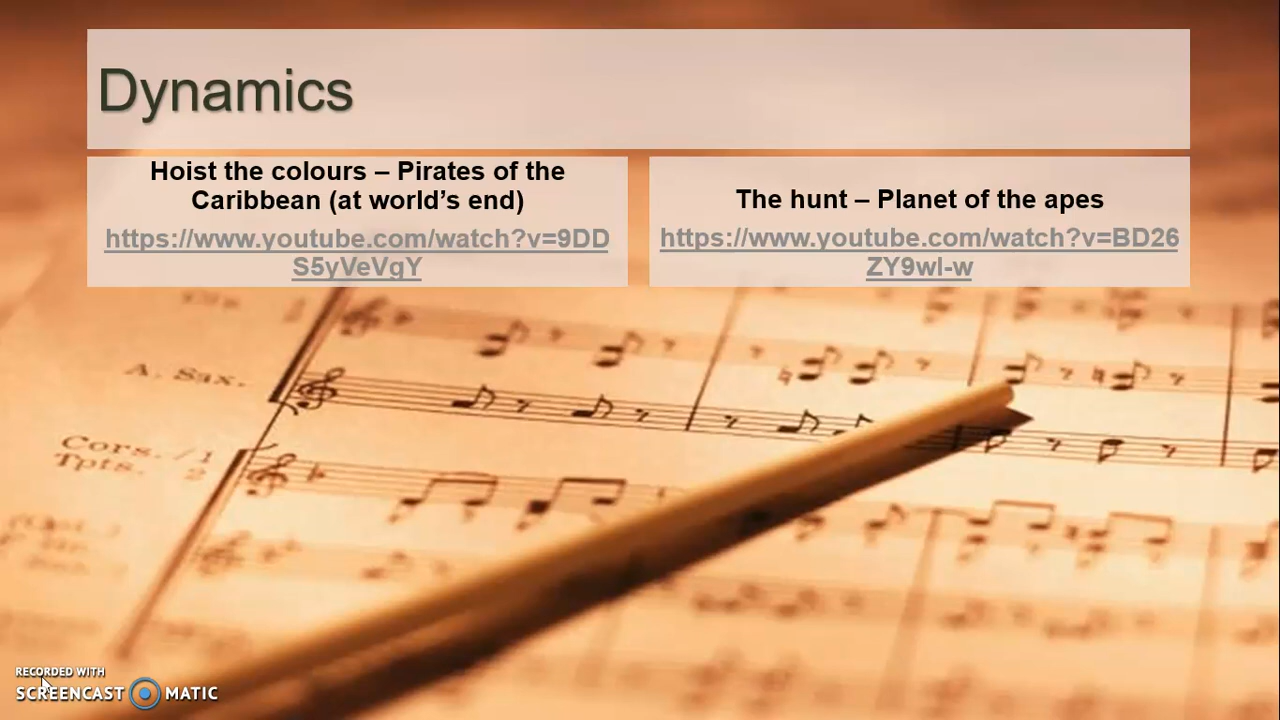 Dynamics
Hoist the colours – Pirates of the
Caribbean (at world’s end)
https://www.youtube.com/watch?v=9DD
S5yVeVgY
The hunt – Planet of the apes
https://www.youtube.com/watch?v=BD26
ZY9wl-w
A. Sax.
Cors. /1
Tpts. 2
RECORDED WITH
SCREENCAST MATIC